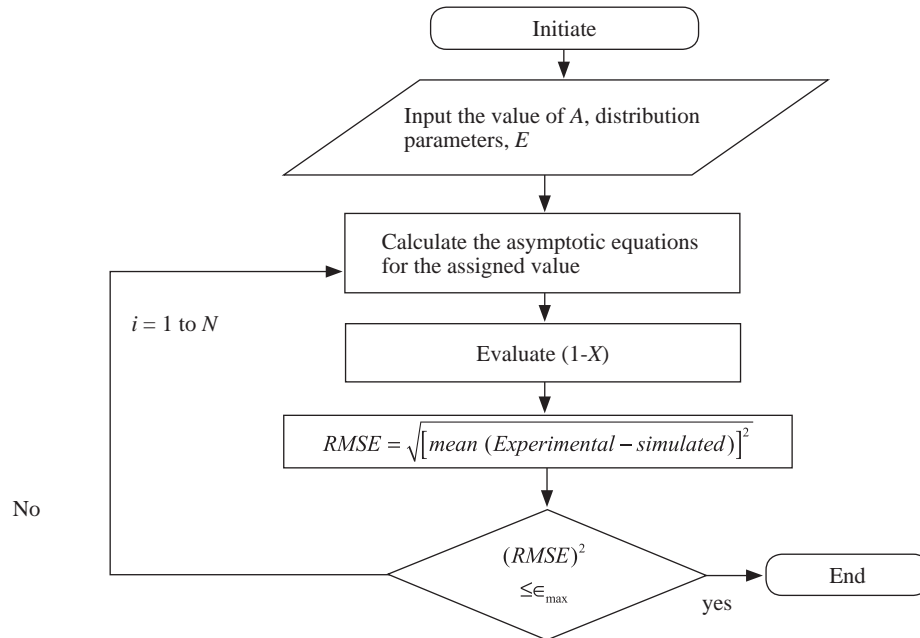 Initiate
Input the value of A, distribution
parameters, E
Calculate the asymptotic equations
for the assigned value
i = 1 to N
Evaluate (1-X)
RMSE = √[mean (Experimental – simulated)]²
No
(RMSE)²
≤∈max
yes
End